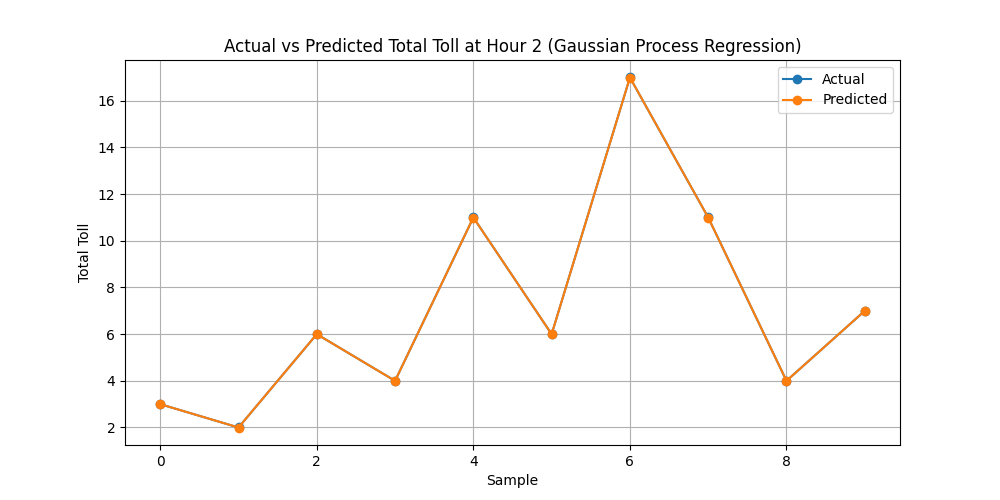 Actual vs Predicted Total Toll at Hour 2 (Gaussian Process Regression)
Actual
Predicted
Total Toll
16
14
12
10
8
6
4
2
0 2 4 6 8
Sample